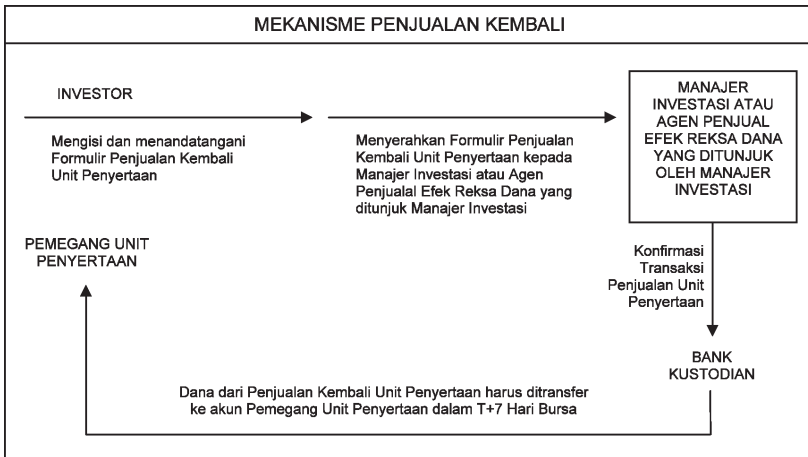 MEKANISME PENJUALAN KEMBALI
INVESTOR
Mengisi dan menandatangani
Formulir Penjualan Kembali
Unit Penyertaan
Menyerahkan Formulir Penjualan
Kembali Unit Penyertaan kepada
Manajer Investasi atau Agen
Penjualal Efek Reksa Dana yang
ditunjuk Manajer Investasi
MANAJER
INVESTASI ATAU
AGEN PENJUAL
EFEK REKSA DANA
YANG DITUNJUK
OLEH MANAJER
INVESTASI
Konfirmasi
Transaksi
Penjualan Unit
Penyertaan
BANK
KUSTODIAN
Dana dari Penjualan Kembali Unit Penyertaan harus ditransfer
ke akun Pemegang Unit Penyertaan dalam T+7 Hari Bursa
PEMEGANG UNIT
PENYERTAAN